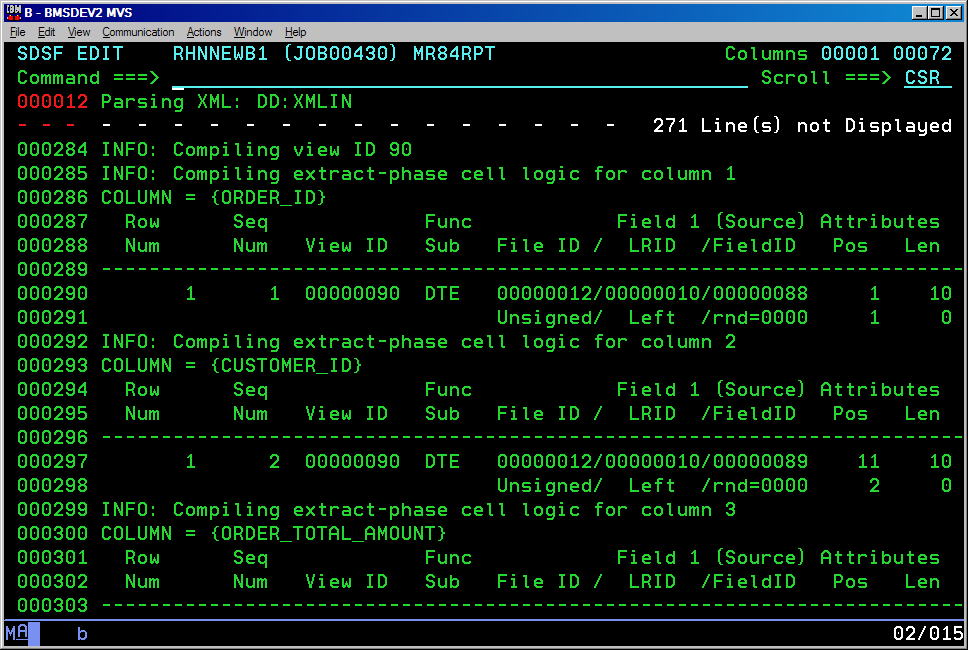 IBM B - BMSDEV2 MVS
File Edit View Communication Actions Window Help
SDSF EDIT    RHNNEWB1 (JOB00430) MR84RPT                   Columns 00001 00072
Command ===>                                                  Scroll ===> CSR
000012 Parsing XML: DD:XMLIN
- - -  -  -  -  -  -  -  -  -  -  -  -  -  -  -  -   271 Line(s) not Displayed
000284 INFO: Compiling view ID 90
000285 INFO: Compiling extract-phase cell logic for column 1
000286 COLUMN = {ORDER_ID}
000287   Row      Seq             Func            Field 1 (Source) Attributes
000288   Num      Num   View ID   Sub   File ID /  LRID  /FieldID   Pos   Len
000289 ------------------------------------------------------------------------
000290        1      1  00000090  DTE   00000012/00000010/00000088     1    10
000291                                  Unsigned/  Left  /rnd=0000     1     0
000292 INFO: Compiling extract-phase cell logic for column 2
000293 COLUMN = {CUSTOMER_ID}
000294   Row      Seq             Func            Field 1 (Source) Attributes
000295   Num      Num   View ID   Sub   File ID /  LRID  /FieldID   Pos   Len
000296 ------------------------------------------------------------------------
000297        1      2  00000090  DTE   00000012/00000010/00000089    11    10
000298                                  Unsigned/  Left  /rnd=0000     2     0
000299 INFO: Compiling extract-phase cell logic for column 3
000300 COLUMN = {ORDER_TOTAL_AMOUNT}
000301   Row      Seq             Func            Field 1 (Source) Attributes
000302   Num      Num   View ID   Sub   File ID /  LRID  /FieldID   Pos   Len
000303 ------------------------------------------------------------------------
MA    b                                                                   02/015